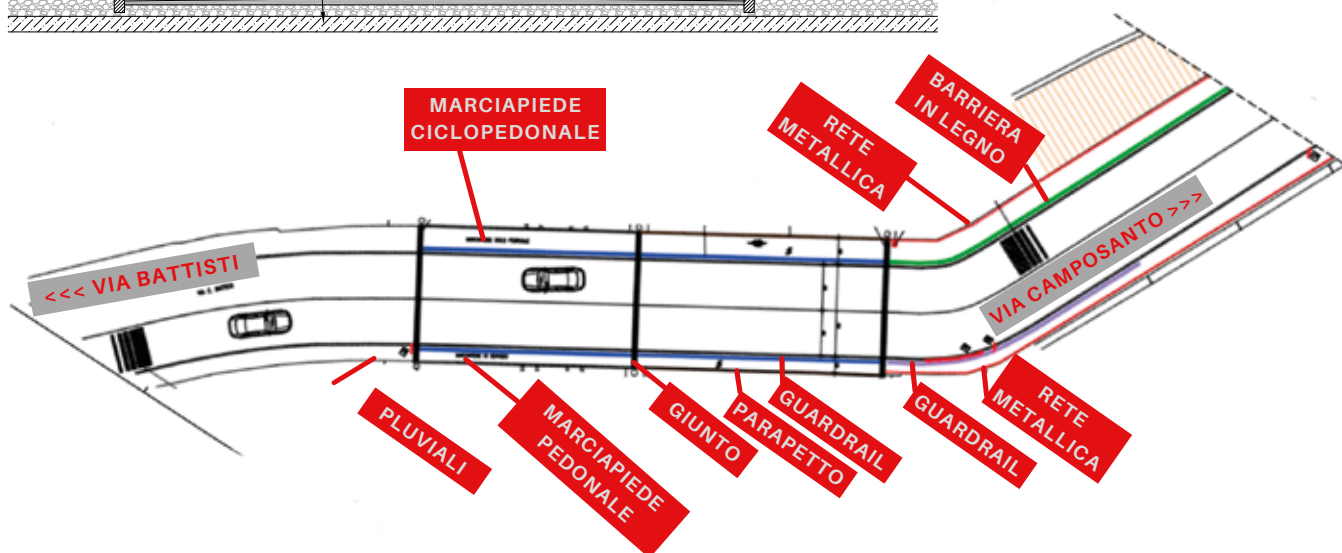 MARCIAPIEDE
CICLOPEDONALE
RETE
METALLICA
BARRIERA
IN LEGNO
<<< VIA BATTISTI
VIA CAMPOSANTO >>>
PLUVIALI
MARCIAPIEDE
PEDONALE
GIUNTO
PARAPETTO
GUARDRAIL
GUARDRAIL
RETE
METALLICA